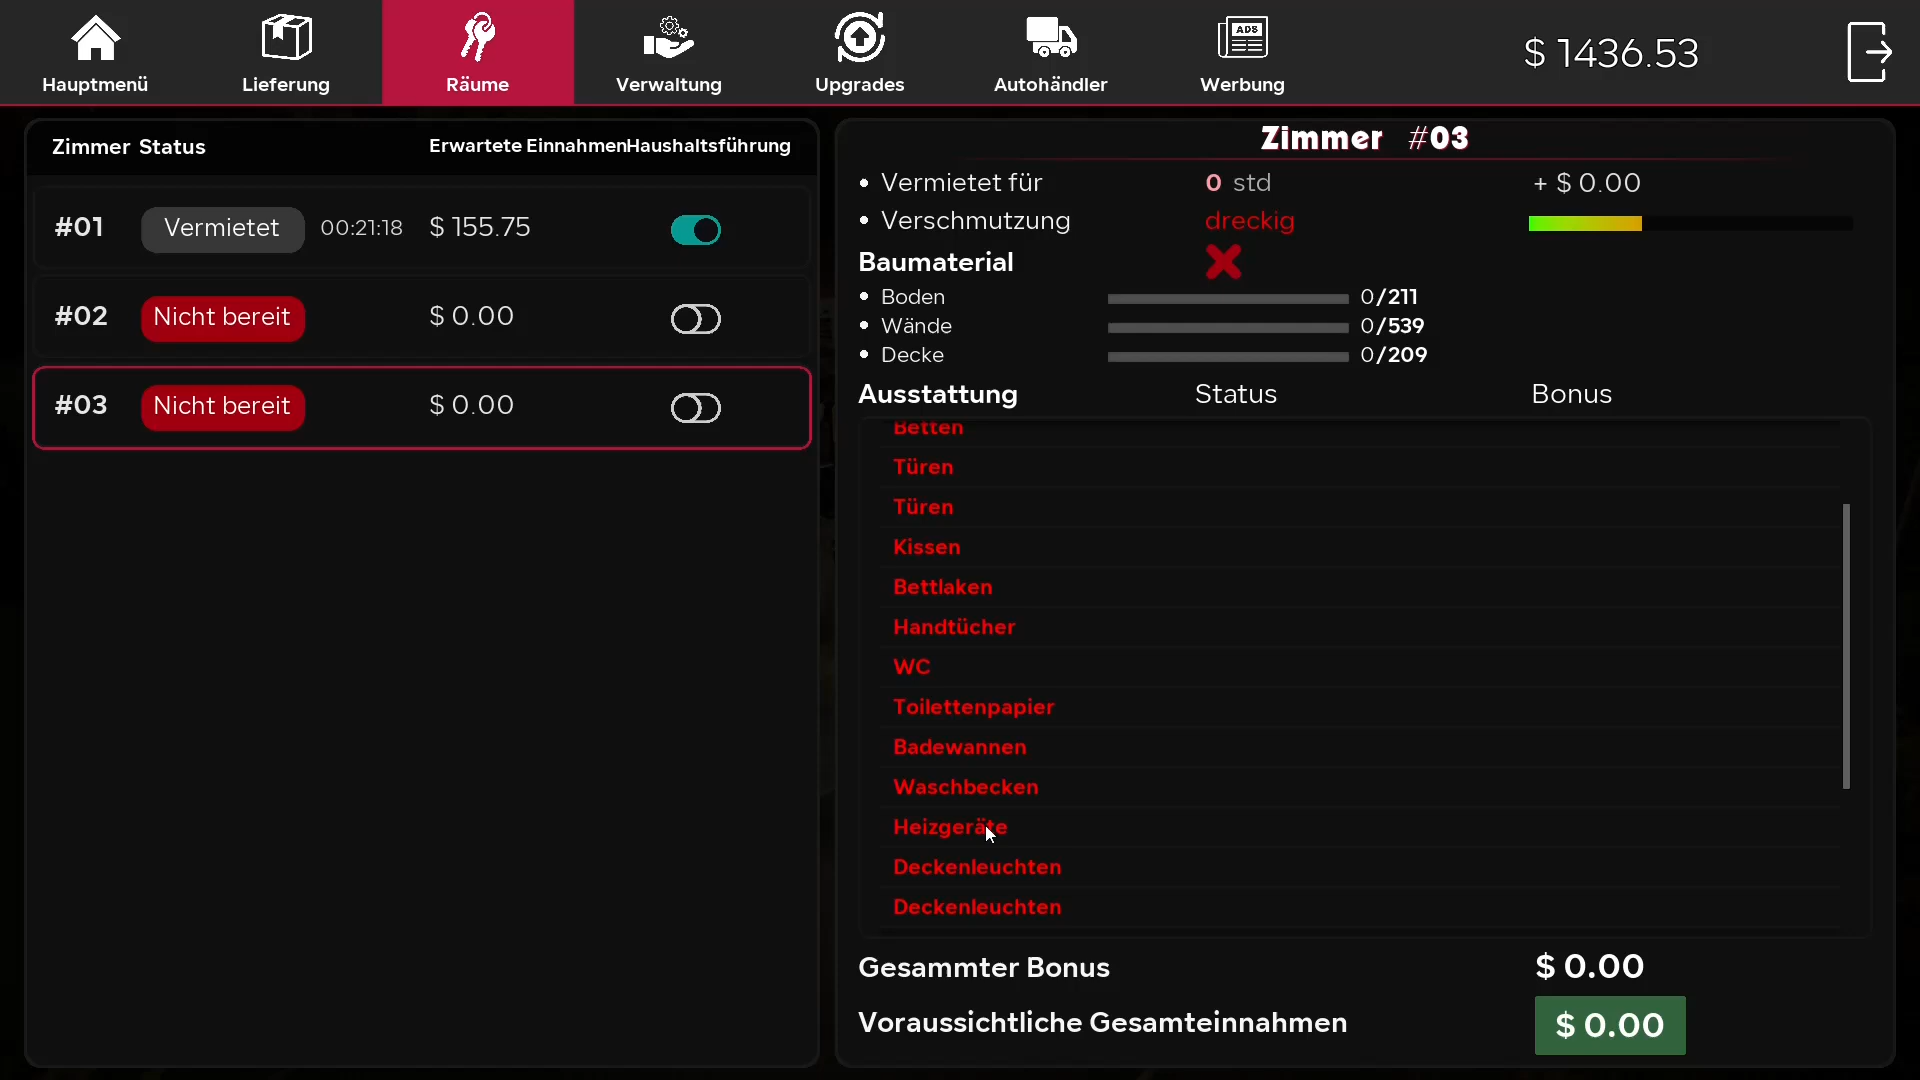 Hauptmenü
Lieferung
Räume
Verwaltung
Upgrades
Autohändler
ADS
Werbung
$ 1436.53
Zimmer Status Erwartete Einnahmen Haushaltsführung
#01 Vermietet 00:21:18 $ 155.75
#02 Nicht bereit $ 0.00
#03 Nicht bereit $ 0.00
Zimmer #03
• Vermietet für 0 std + $ 0.00
• Verschmutzung dreckig
Baumaterial
• Boden 0/211
• Wände 0/539
• Decke 0/209
Ausstattung Status Bonus
Betten
Türen
Türen
Kissen
Bettlaken
Handtücher
WC
Toilettenpapier
Badewannen
Waschbecken
Heizgeräte
Deckenleuchten
Deckenleuchten
Gesammter Bonus $ 0.00
Voraussichtliche Gesamteinnahmen $ 0.00